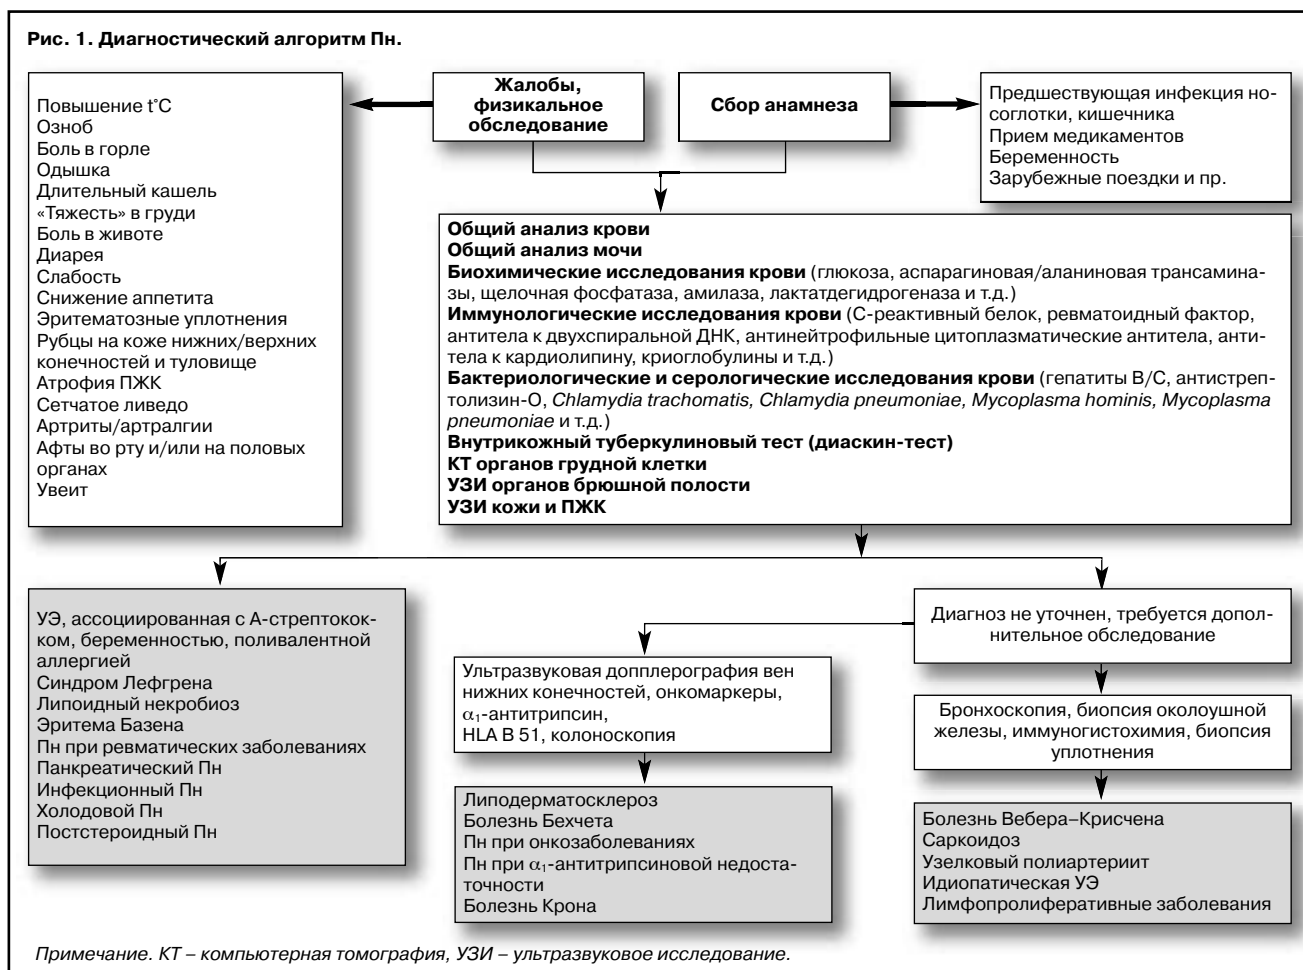 Рис. 1. Диагностический алгоритм Пн.
Жалобы,
физикальное
обследование
Сбор анамнеза
Повышение t°C
Озноб
Боль в горле
Одышка
Длительный кашель
«Тяжесть» в груди
Боль в животе
Диарея
Слабость
Снижение аппетита
Эритематозные уплотнения
Рубцы на коже нижних/верхних
конечностей и туловище
Атрофия ПЖК
Сетчатое ливедо
Артриты/артралгии
Афты во рту и/или на половых
органах
Увеит
Предшествующая инфекция но-
соглотки, кишечника
Прием медикаментов
Беременность
Зарубежные поездки и пр.
Общий анализ крови
Общий анализ мочи
Биохимические исследования крови (глюкоза, аспарагиновая/аланиновая трансамина-
зы, щелочная фосфатаза, амилаза, лактатдегидрогеназа и т.д.)
Иммунологические исследования крови (С-реактивный белок, ревматоидный фактор,
антитела к двухспиральной ДНК, антинейтрофильные цитоплазматические антитела, анти-
тела к кардиолипину, криоглобулины и т.д.)
Бактериологические и серологические исследования крови (гепатиты В/С, антистреп-
толизин-О, Chlamydia trachomatis, Chlamydia pneumoniae, Mycoplasma hominis, Mycoplasma
pneumoniae и т.д.)
Внутрикожный туберкулиновый тест (диаскин-тест)
КТ органов грудной клетки
УЗИ органов брюшной полости
УЗИ кожи и ПЖК
УЭ, ассоциированная с А-стрептокок-
ком, беременностью, поливалентной
аллергией
Синдром Лефгрена
Липоидный некробиоз
Эритема Базена
Пн при ревматических заболеваниях
Панкреатический Пн
Инфекционный Пн
Холодовой Пн
Постстероидный Пн
Диагноз не уточнен, требуется допол-
нительное обследование
Ультразвуковая допплерография вен
нижних конечностей, онкомаркеры,
α₁-антитрипсин,
HLA B 51, колоноскопия
Бронхоскопия, биопсия околоушной
железы, иммуногистохимия, биопсия
уплотнения
Липодерматосклероз
Болезнь Бехчета
Пн при онкозаболеваниях
Пн при α₁-антитрипсиновой недоста-
точности
Болезнь Крона
Болезнь Вебера–Крисчена
Саркоидоз
Узелковый полиартериит
Идиопатическая УЭ
Лимфопролиферативные заболевания
Примечание. КТ – компьютерная томография, УЗИ – ультразвуковое исследование.